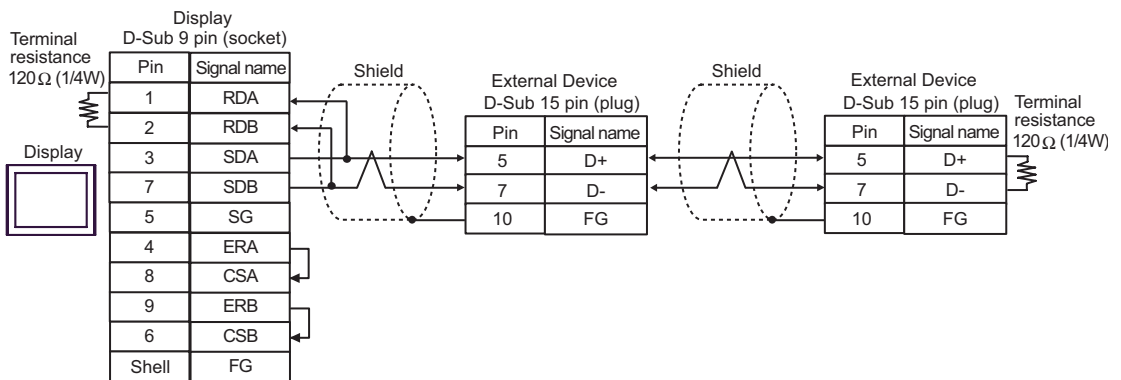 Display
D-Sub 9 pin (socket)
Terminal
resistance
120Ω (1/4W)
Pin Signal name
1 RDA
2 RDB
3 SDA
7 SDB
5 SG
4 ERA
8 CSA
9 ERB
6 CSB
Shell FG
Display
Shield
External Device
D-Sub 15 pin (plug)
Pin Signal name
5 D+
7 D-
10 FG
Shield
External Device
D-Sub 15 pin (plug)
Pin Signal name
5 D+
7 D-
10 FG
Terminal
resistance
120Ω (1/4W)